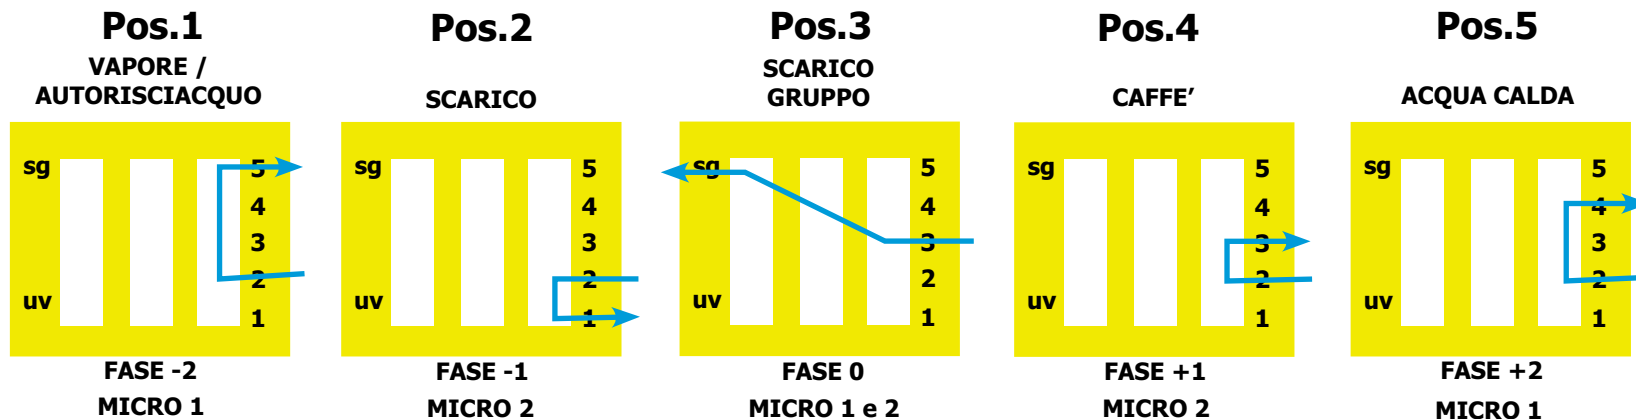 Pos.1
VAPORE /
AUTORISCIACQUO
sg
uv
5
4
3
2
1
FASE -2
MICRO 1
Pos.2
SCARICO
sg
uv
5
4
3
2
1
FASE -1
MICRO 2
Pos.3
SCARICO
GRUPPO
sg
uv
5
4
3
2
1
FASE 0
MICRO 1 e 2
Pos.4
CAFFE’
sg
uv
5
4
3
2
1
FASE +1
MICRO 2
Pos.5
ACQUA CALDA
sg
uv
5
4
3
2
1
FASE +2
MICRO 1